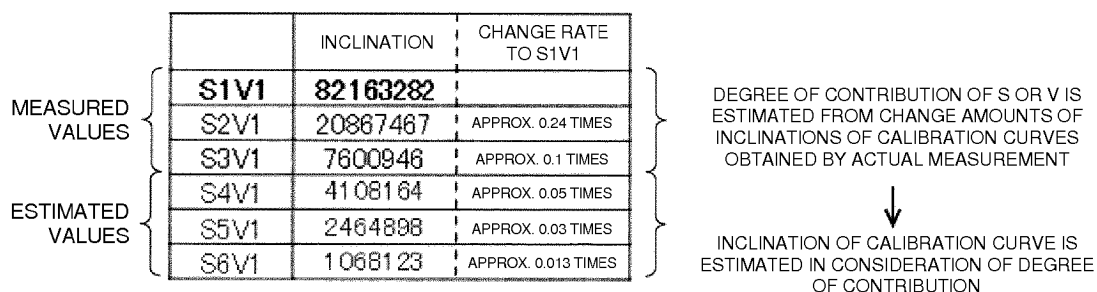 INCLINATION
CHANGE RATE
TO S1V1
MEASURED
VALUES
S1V1 82163282
S2V1 20867467 APPROX. 0.24 TIMES
S3V1 7600946 APPROX. 0.1 TIMES
ESTIMATED
VALUES
S4V1 4108164 APPROX. 0.05 TIMES
S5V1 2464898 APPROX. 0.03 TIMES
S6V1 1068123 APPROX. 0.013 TIMES
DEGREE OF CONTRIBUTION OF S OR V IS
ESTIMATED FROM CHANGE AMOUNTS OF
INCLINATIONS OF CALIBRATION CURVES
OBTAINED BY ACTUAL MEASUREMENT
INCLINATION OF CALIBRATION CURVE IS
ESTIMATED IN CONSIDERATION OF DEGREE
OF CONTRIBUTION